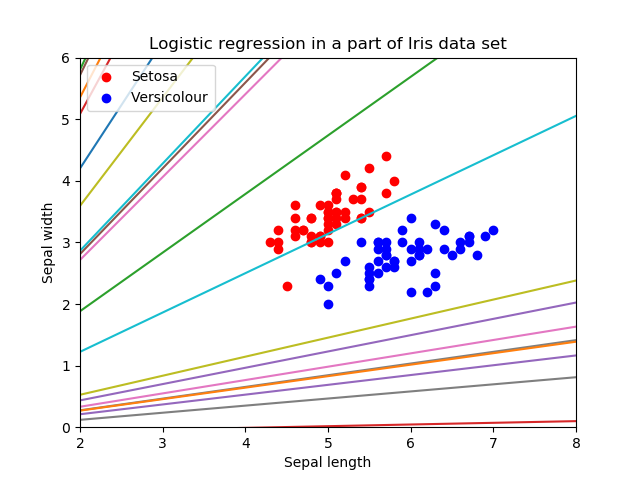 Logistic regression in a part of Iris data set
Setosa
Versicolour
Sepal width
6
5
4
3
2
1
0
2 3 4 5 6 7 8
Sepal length